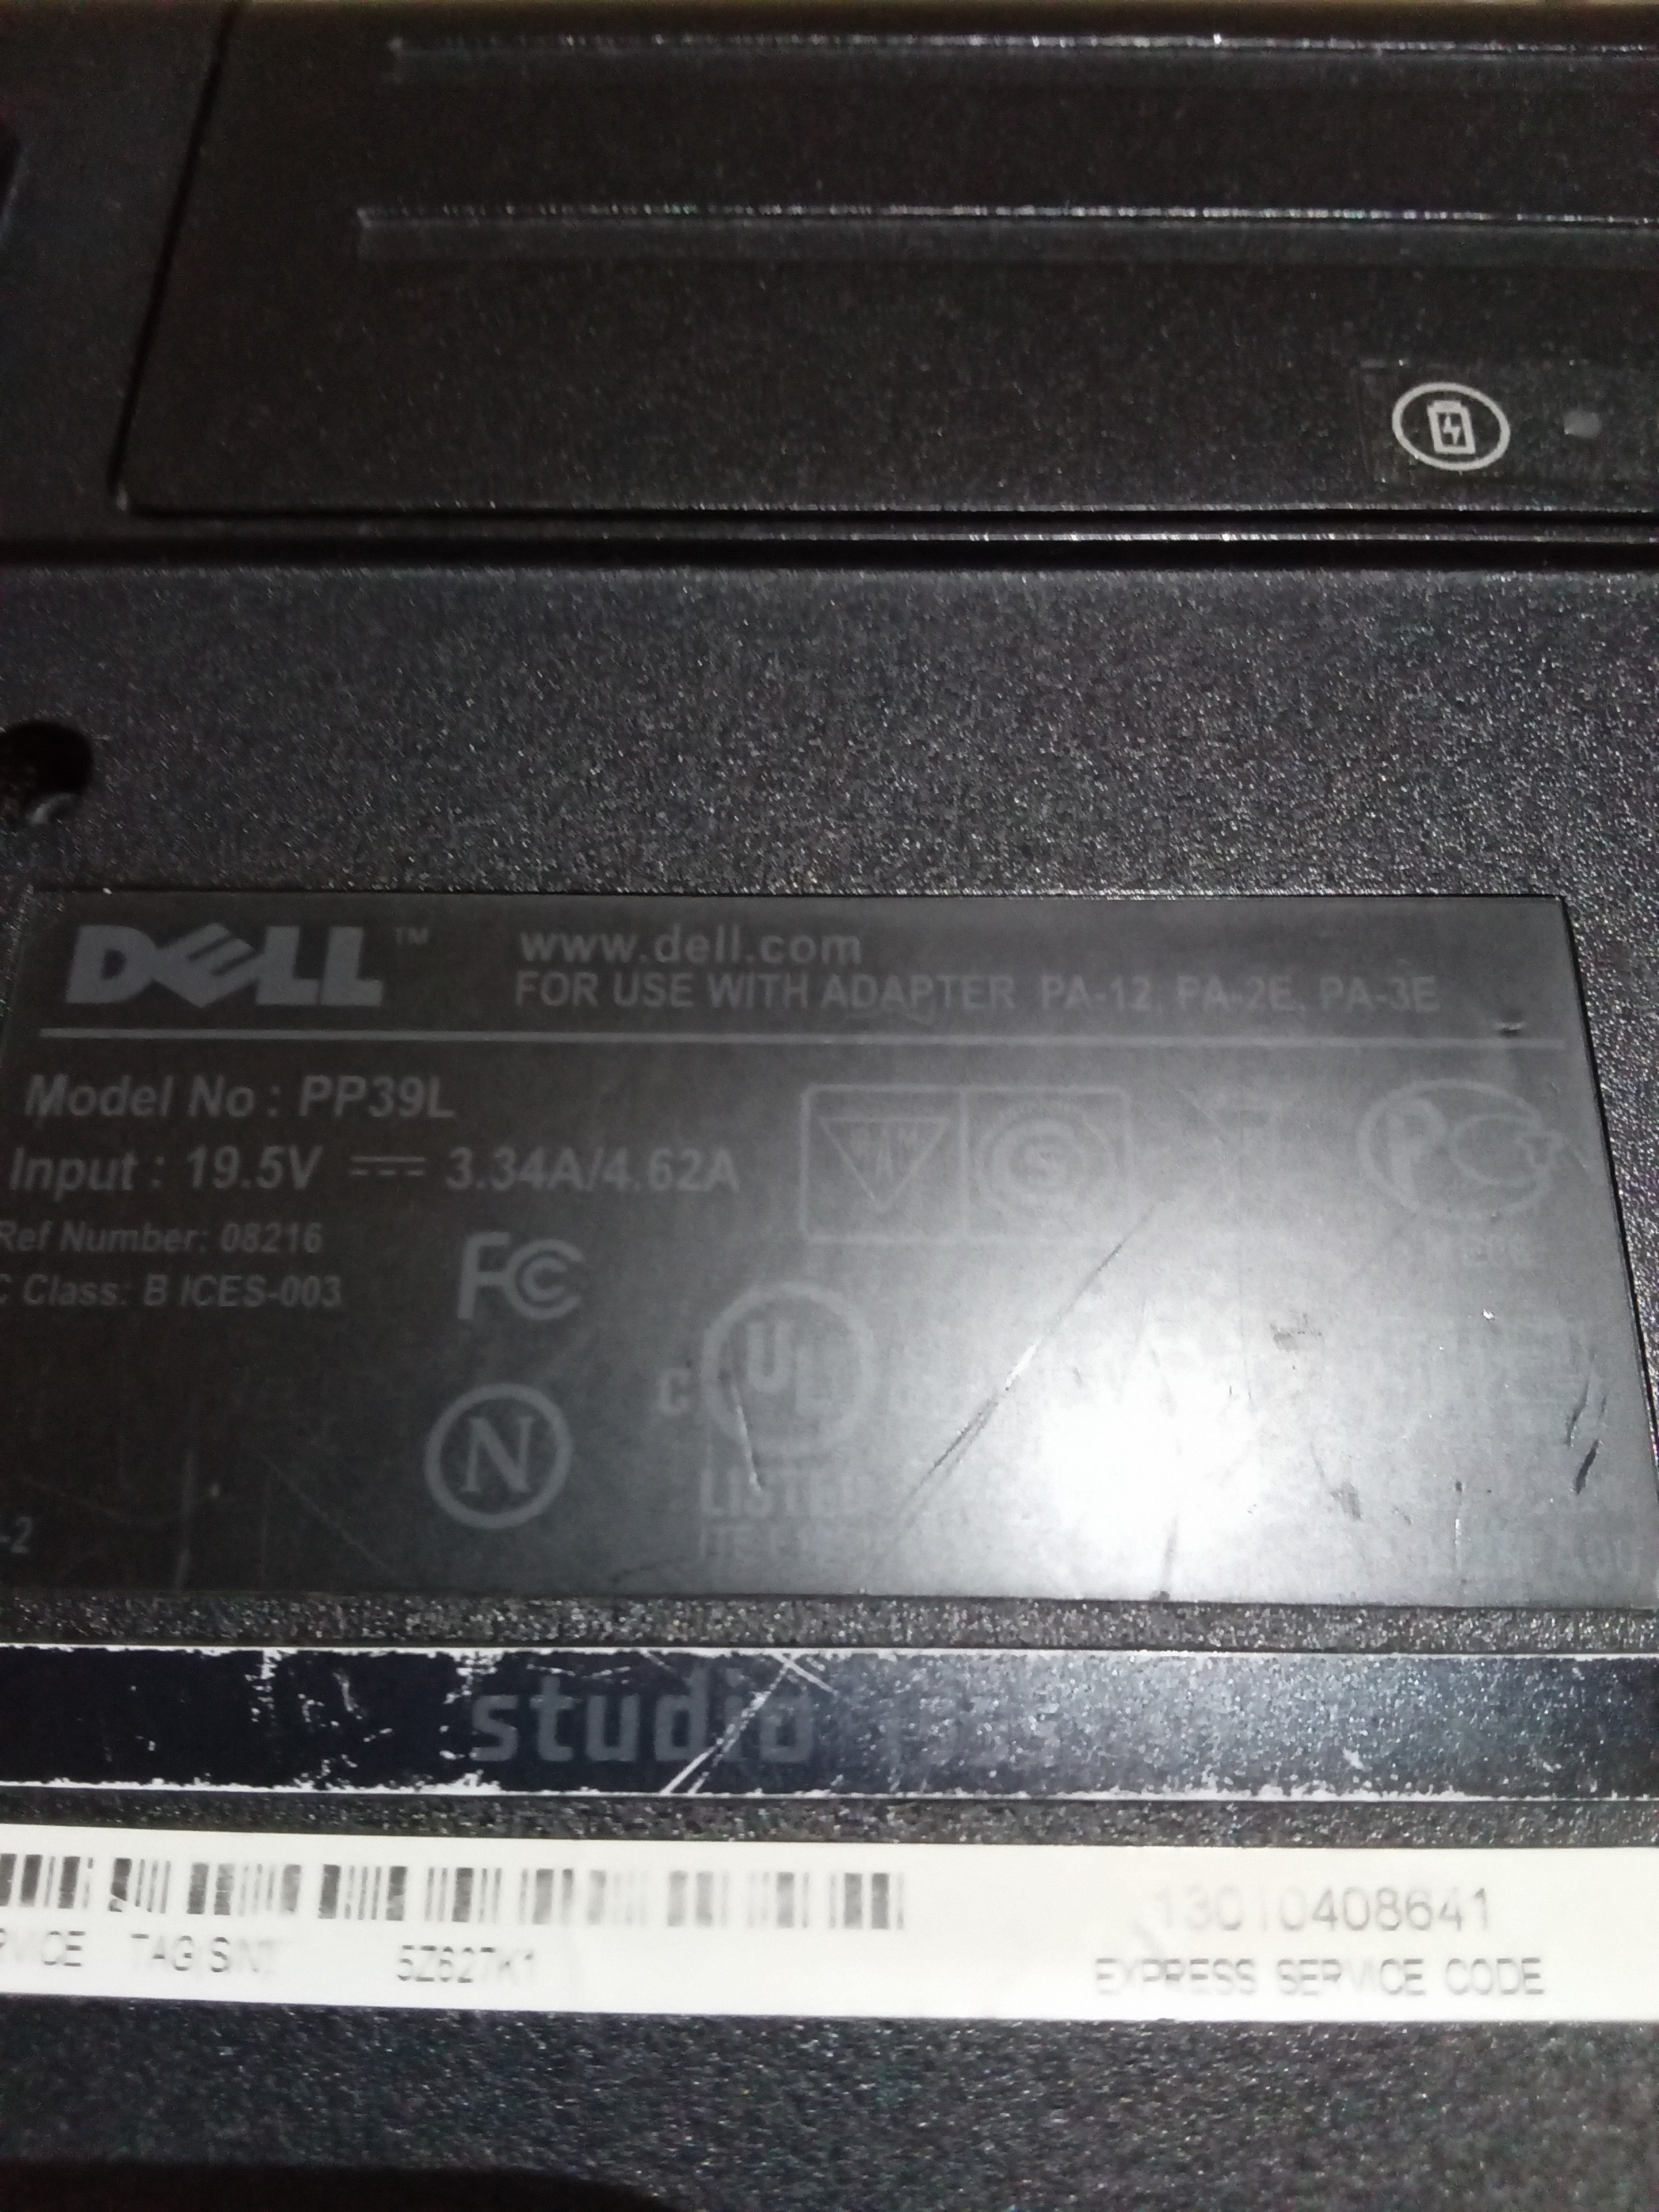 DELL™
www.dell.com
FOR USE WITH ADAPTER PA-12, PA-2E, PA-3E
Model No : PP39L
Input : 19.5V 3.34A/4.62A
Ref Number: 08216
C Class: B ICES-003
FC
N
C UL
LISTED
-2
studio
TAG(S/N)
5Z627K1
EXPRESS SERVICE CODE